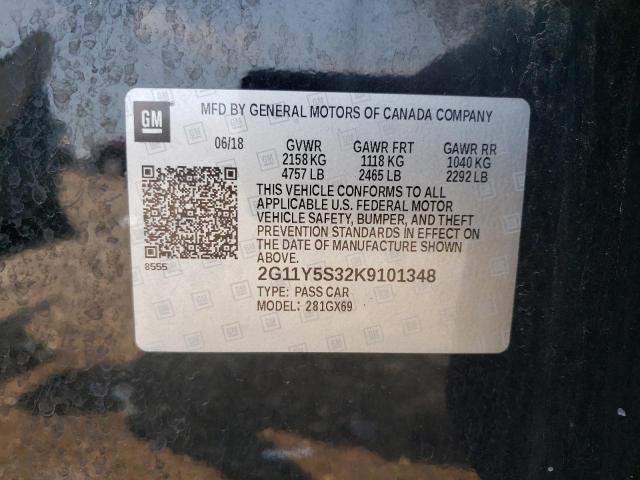 GM
MFD BY GENERAL MOTORS OF CANADA COMPANY
06/18 GVWR GAWR FRT GAWR RR
2158 KG 1118 KG 1040 KG
4757 LB 2465 LB 2292 LB
THIS VEHICLE CONFORMS TO ALL
APPLICABLE U.S. FEDERAL MOTOR
VEHICLE SAFETY, BUMPER, AND THEFT
PREVENTION STANDARDS IN EFFECT ON
THE DATE OF MANUFACTURE SHOWN
ABOVE.
8555
2G11Y5S32K9101348
TYPE: PASS CAR
MODEL: 281GX69